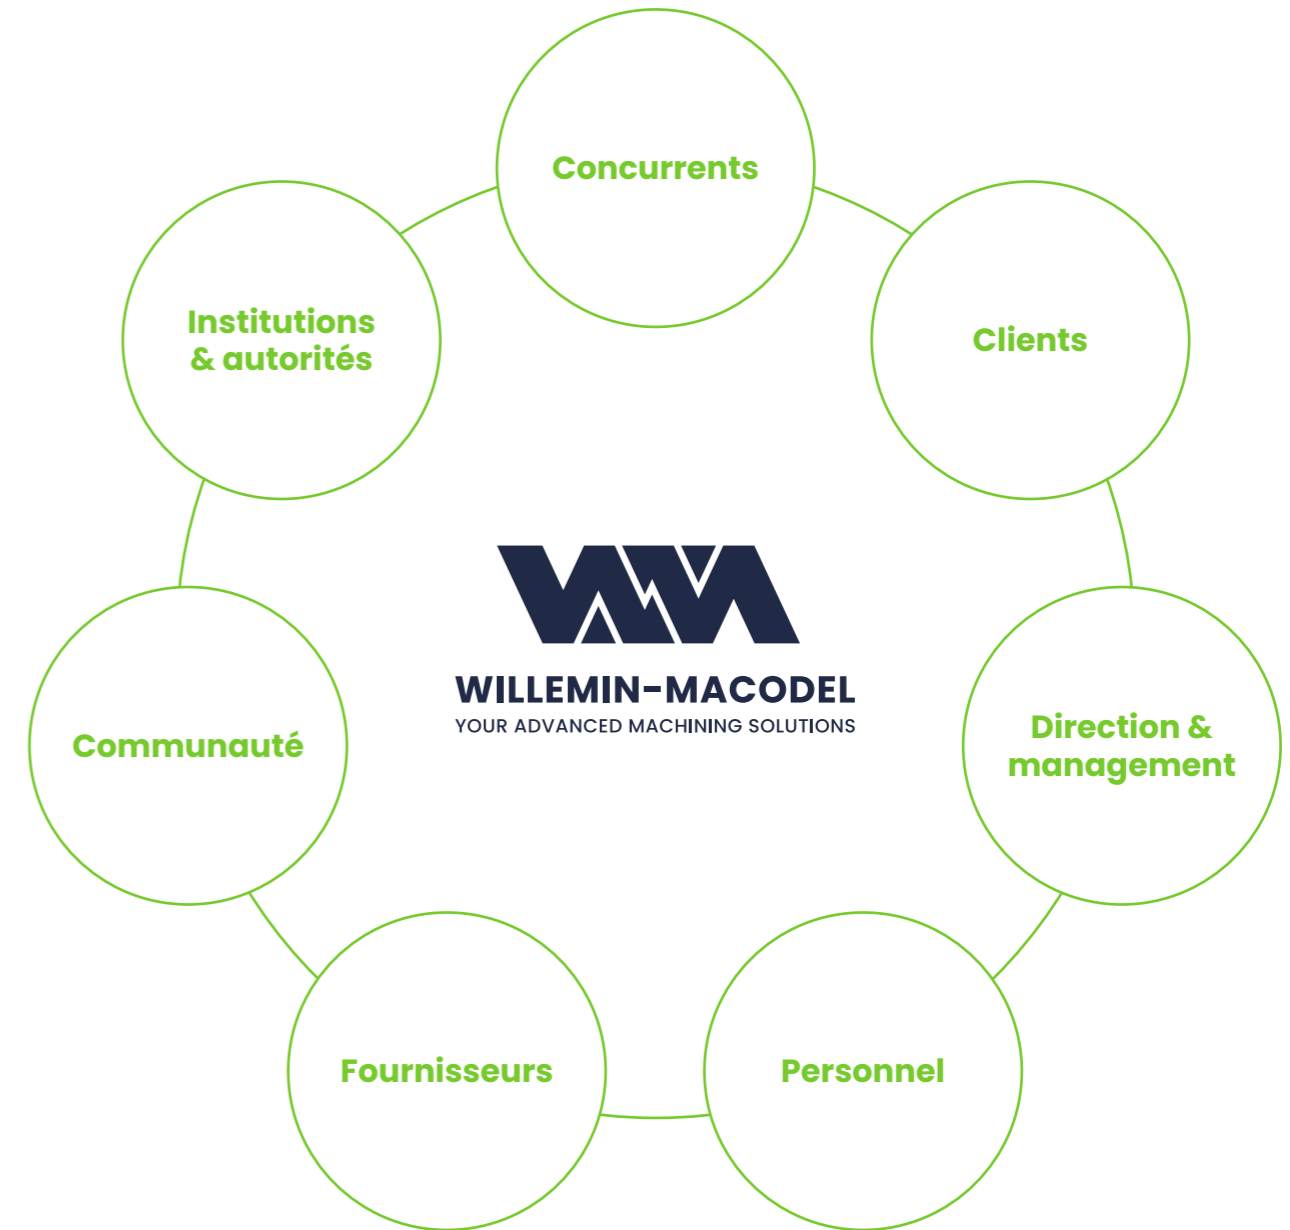 Concurrents
Clients
Institutions
& autorités
WILLEMIN-MACODEL
YOUR ADVANCED MACHINING SOLUTIONS
Communauté
Direction &
management
Fournisseurs
Personnel